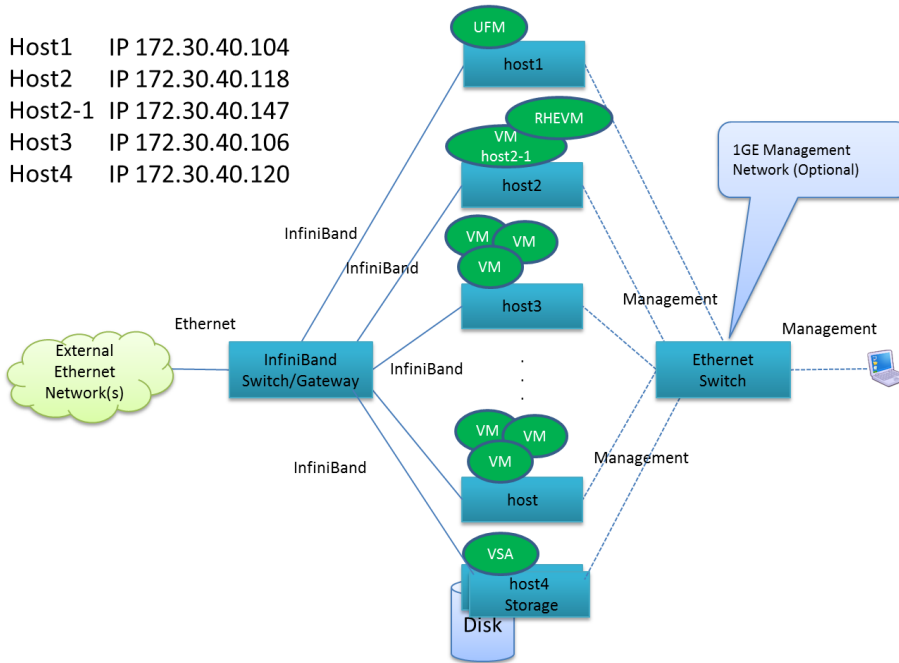 Host1 IP 172.30.40.104
Host2 IP 172.30.40.118
Host2-1 IP 172.30.40.147
Host3 IP 172.30.40.106
Host4 IP 172.30.40.120
UFM
host1
RHEVM
VM
host2-1
host2
1GE Management
Network (Optional)
InfiniBand
InfiniBand
VM
VM
VM
host3
Management
Ethernet
Management
External
Ethernet
Network(s)
InfiniBand
Switch/Gateway
InfiniBand
.
.
.
Ethernet
Switch
VM
VM
VM
InfiniBand
Management
host
VSA
host4
Storage
Disk